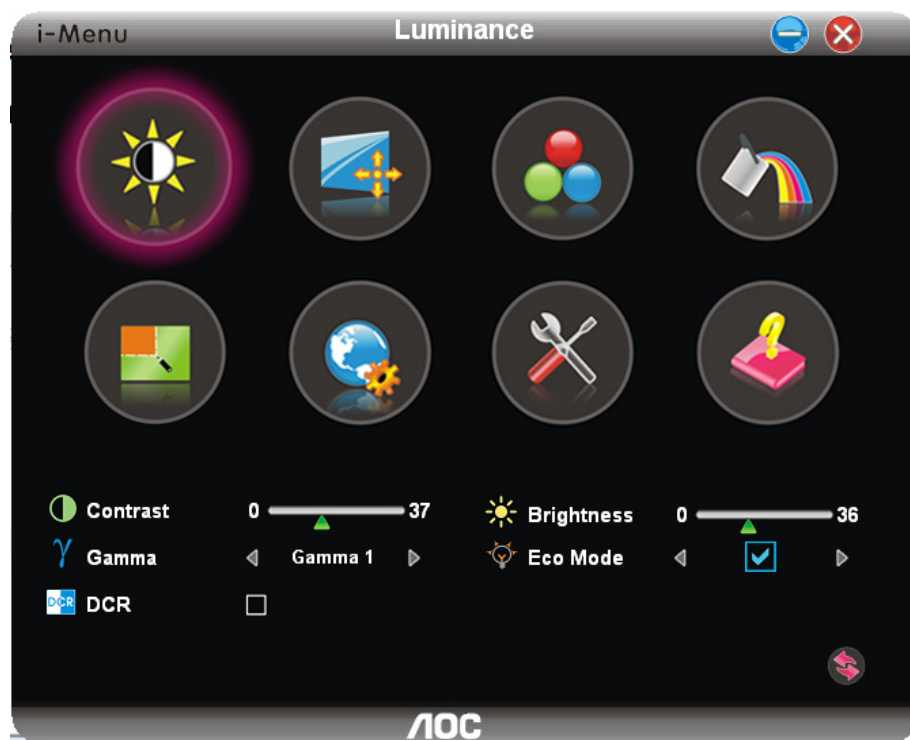 i-Menu
Luminance
Contrast 0 37
Brightness 0 36
Gamma Gamma 1
Eco Mode
DCR DCR
AOC